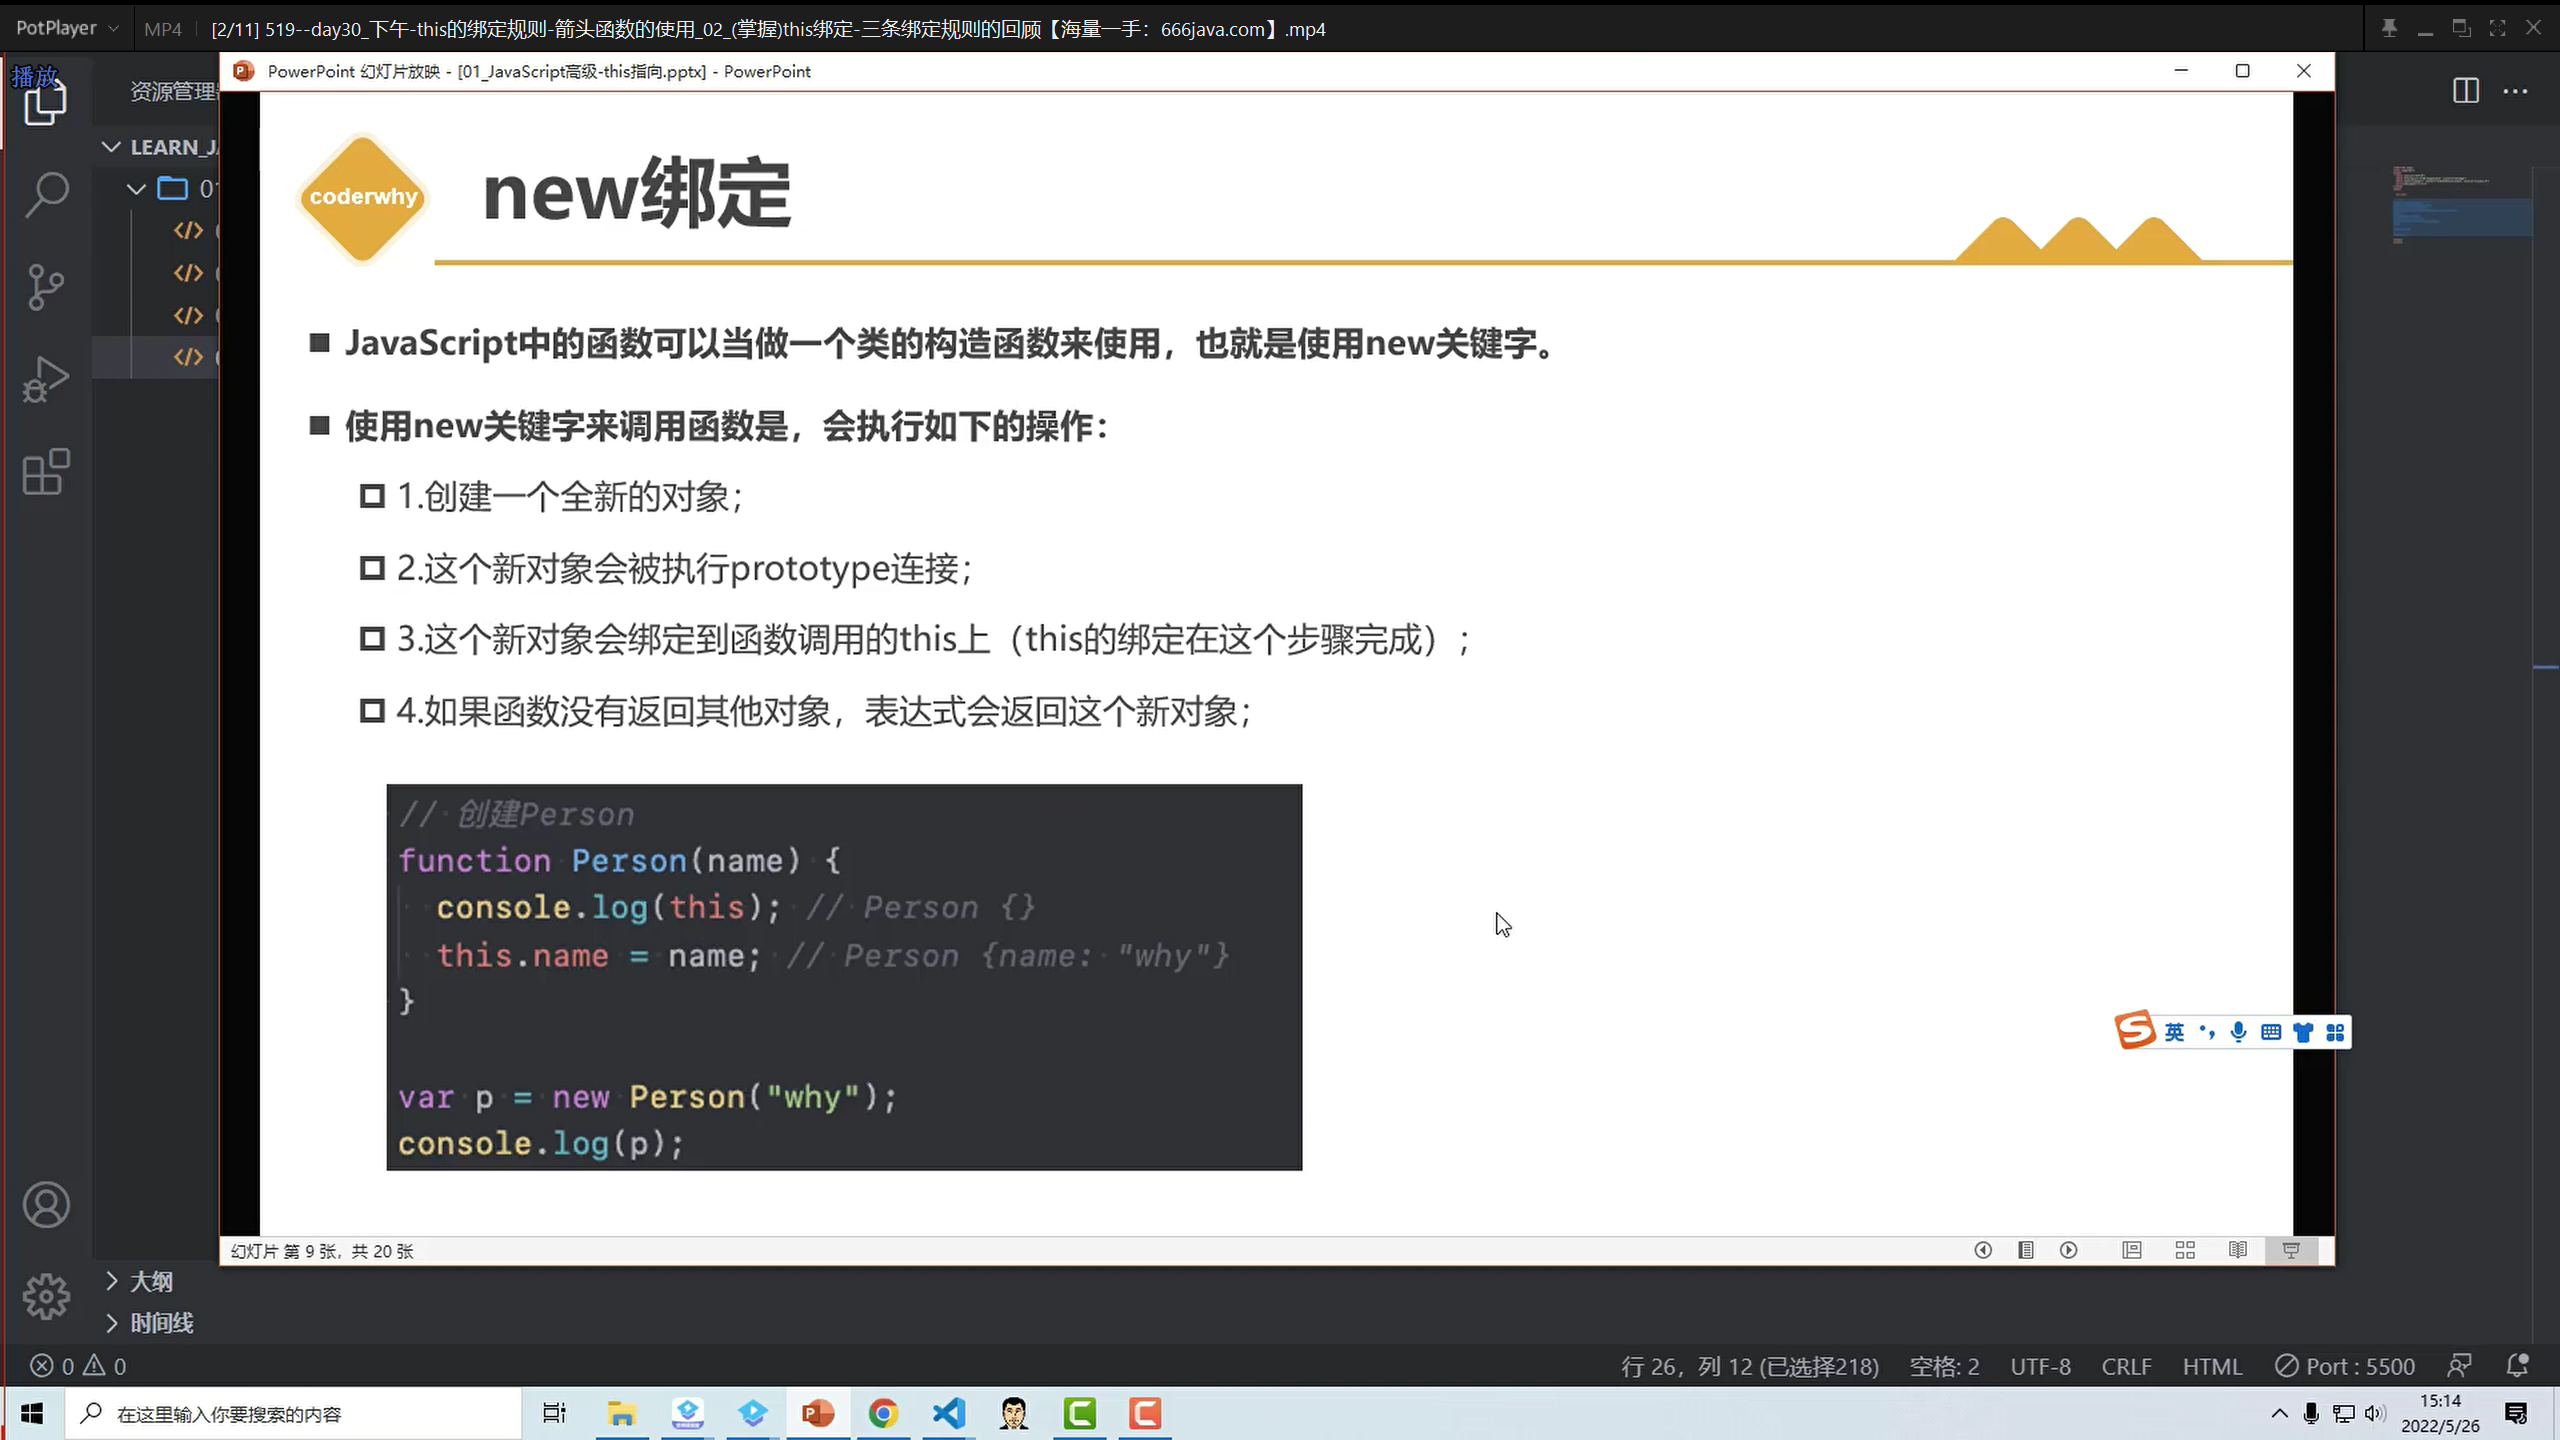 PotPlayer
MP4
[2/11] 519--day30_下午-this的绑定规则-箭头函数的使用_02_(掌握)this绑定-三条绑定规则的回顾【海量一手：666java.com】.mp4
播放
PowerPoint 幻灯片放映 - [01_JavaScript高级-this指向.pptx] - PowerPoint
资源管理
LEARN_JA
01
coderwhy
new绑定
JavaScript中的函数可以当做一个类的构造函数来使用，也就是使用new关键字。
使用new关键字来调用函数是，会执行如下的操作：
1.创建一个全新的对象；
2.这个新对象会被执行prototype连接；
3.这个新对象会绑定到函数调用的this上（this的绑定在这个步骤完成）；
4.如果函数没有返回其他对象，表达式会返回这个新对象；
// 创建Person
function Person(name) {
console.log(this); // Person {}
this.name = name; // Person {name: "why"}
}
var p = new Person("why");
console.log(p);
英
幻灯片 第 9 张，共 20 张
大纲
时间线
0 0
行 26，列 12 (已选择218)
空格: 2
UTF-8
CRLF
HTML
Port : 5500
在这里输入你要搜索的内容
15:14
2022/5/26